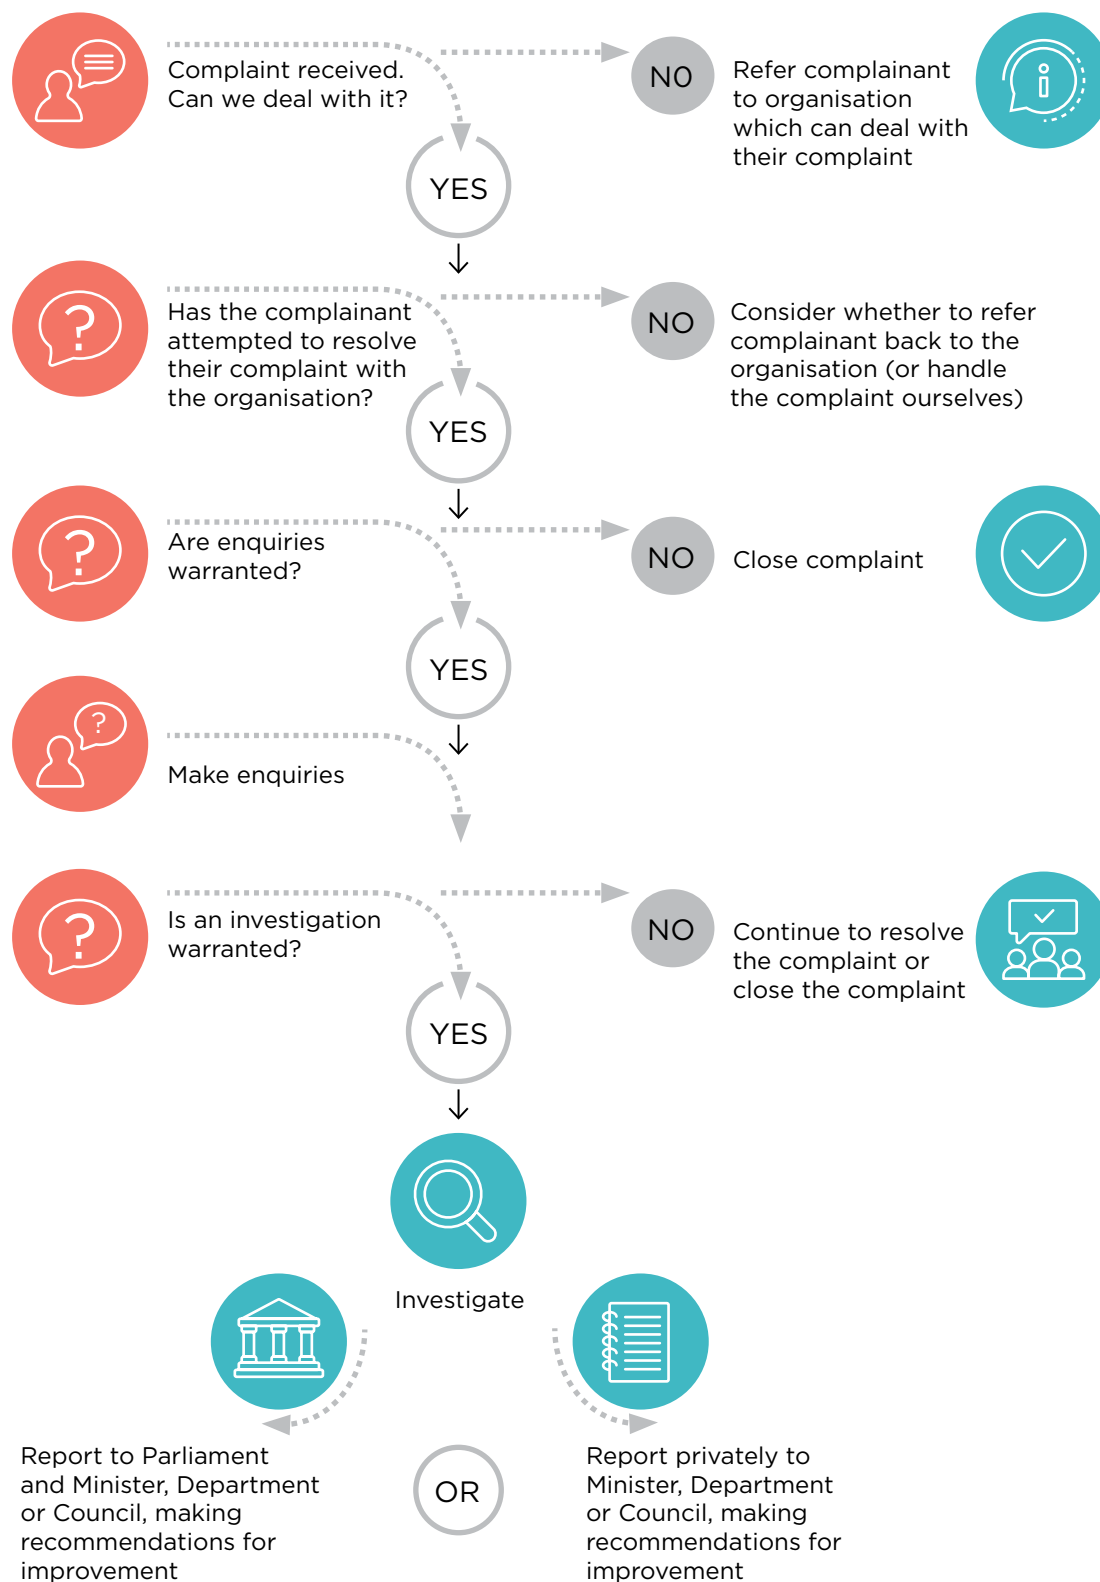 Complaint received.
Can we deal with it?
N0
Refer complainant
to organisation
which can deal with
their complaint
i
YES
?
Has the complainant
attempted to resolve
their complaint with
the organisation?
NO
Consider whether to refer
complainant back to the
organisation (or handle
the complaint ourselves)
YES
?
Are enquiries
warranted?
NO
Close complaint
YES
?
Make enquiries
?
Is an investigation
warranted?
NO
Continue to resolve
the complaint or
close the complaint
YES
Investigate
Report to Parliament
and Minister, Department
or Council, making
recommendations for
improvement
OR
Report privately to
Minister, Department
or Council, making
recommendations for
improvement